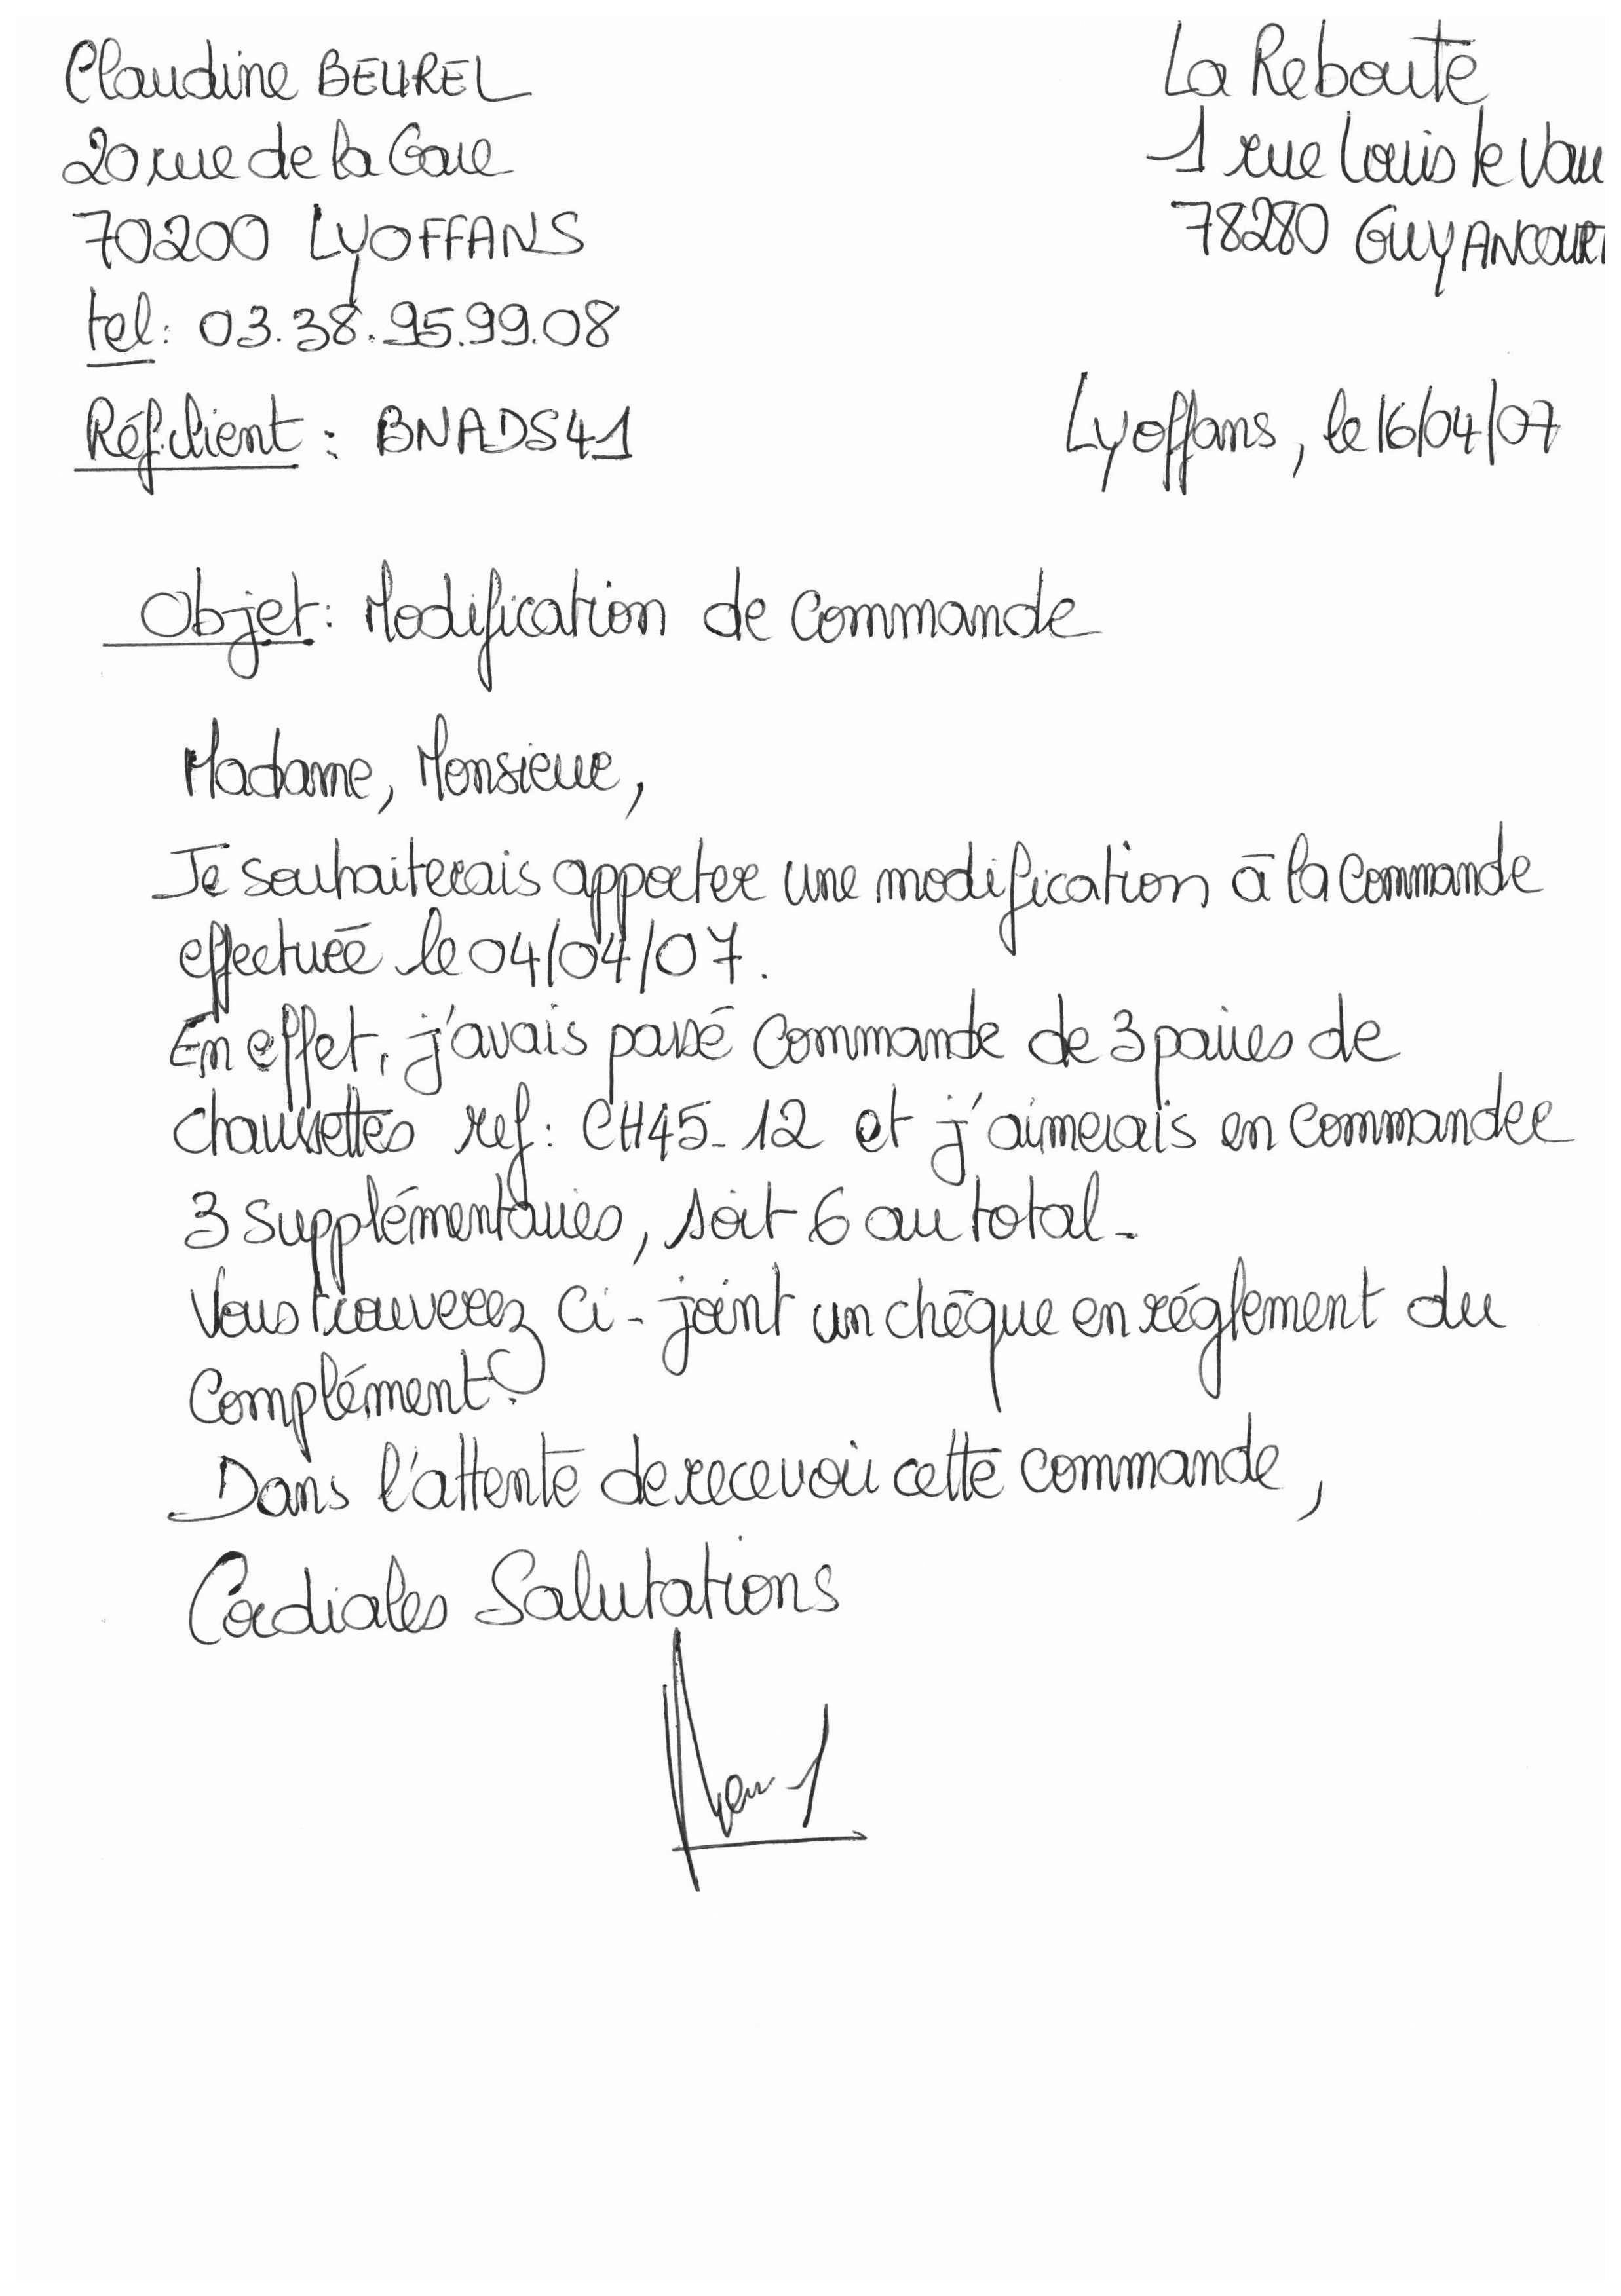 Claudine BEUREL
20 rue de la Gare
70200 LYOFFANS
tel: 03.38.95.99.08
Réf.client : BNADS41
La Reboute
1 rue Louis le Vau
78280 GUYANCOURT
Lyoffans, le 16/04/07
Objet: Modification de Commande
Madame, Monsieur,
Je souhaiterais apporter une modification à la commande
effectuée le 04/04/07.
En effet, j'avais passé commande de 3 paires de
chaussettes ref: CH45-12 et j'aimerais en commander
3 supplémentaires, soit 6 au total.
Vous trouverez ci-joint un chèque en réglement du
complément.
Dans l'attente de recevoir cette commande,
Cordiales Salutations